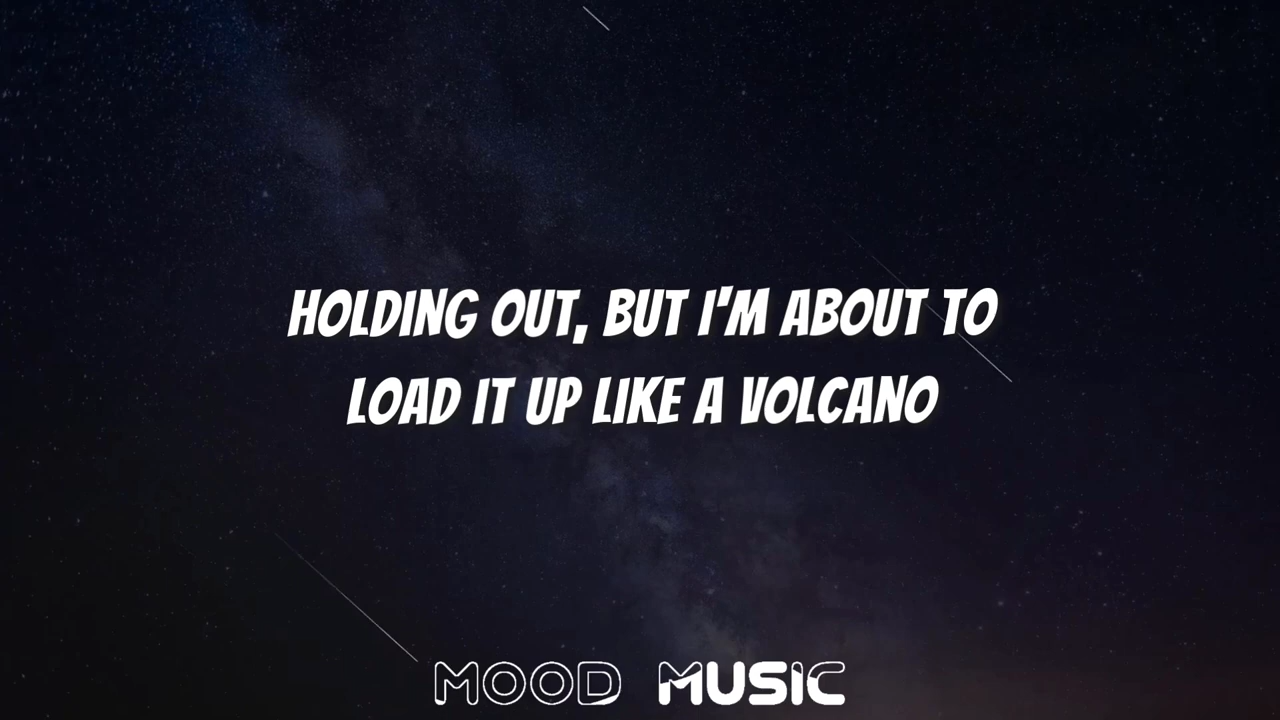 HOLDING OUT, BUT I'M ABOUT TO
LOAD IT UP LIKE A VOLCANO
MOOD MUSIC